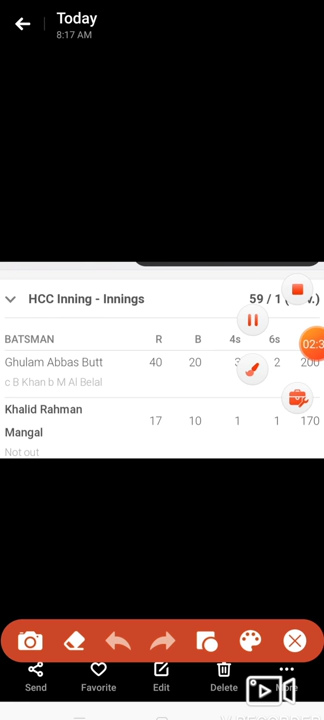 Today
8:17 AM
HCC Inning - Innings 59 / 1 ( v.)
BATSMAN R B 4s 6s
Ghulam Abbas Butt 40 20 3 2 200
c B Khan b M Al Belal
02:3
Khalid Rahman
Mangal 17 10 1 1 170
Not out
Send Favorite Edit Delete More